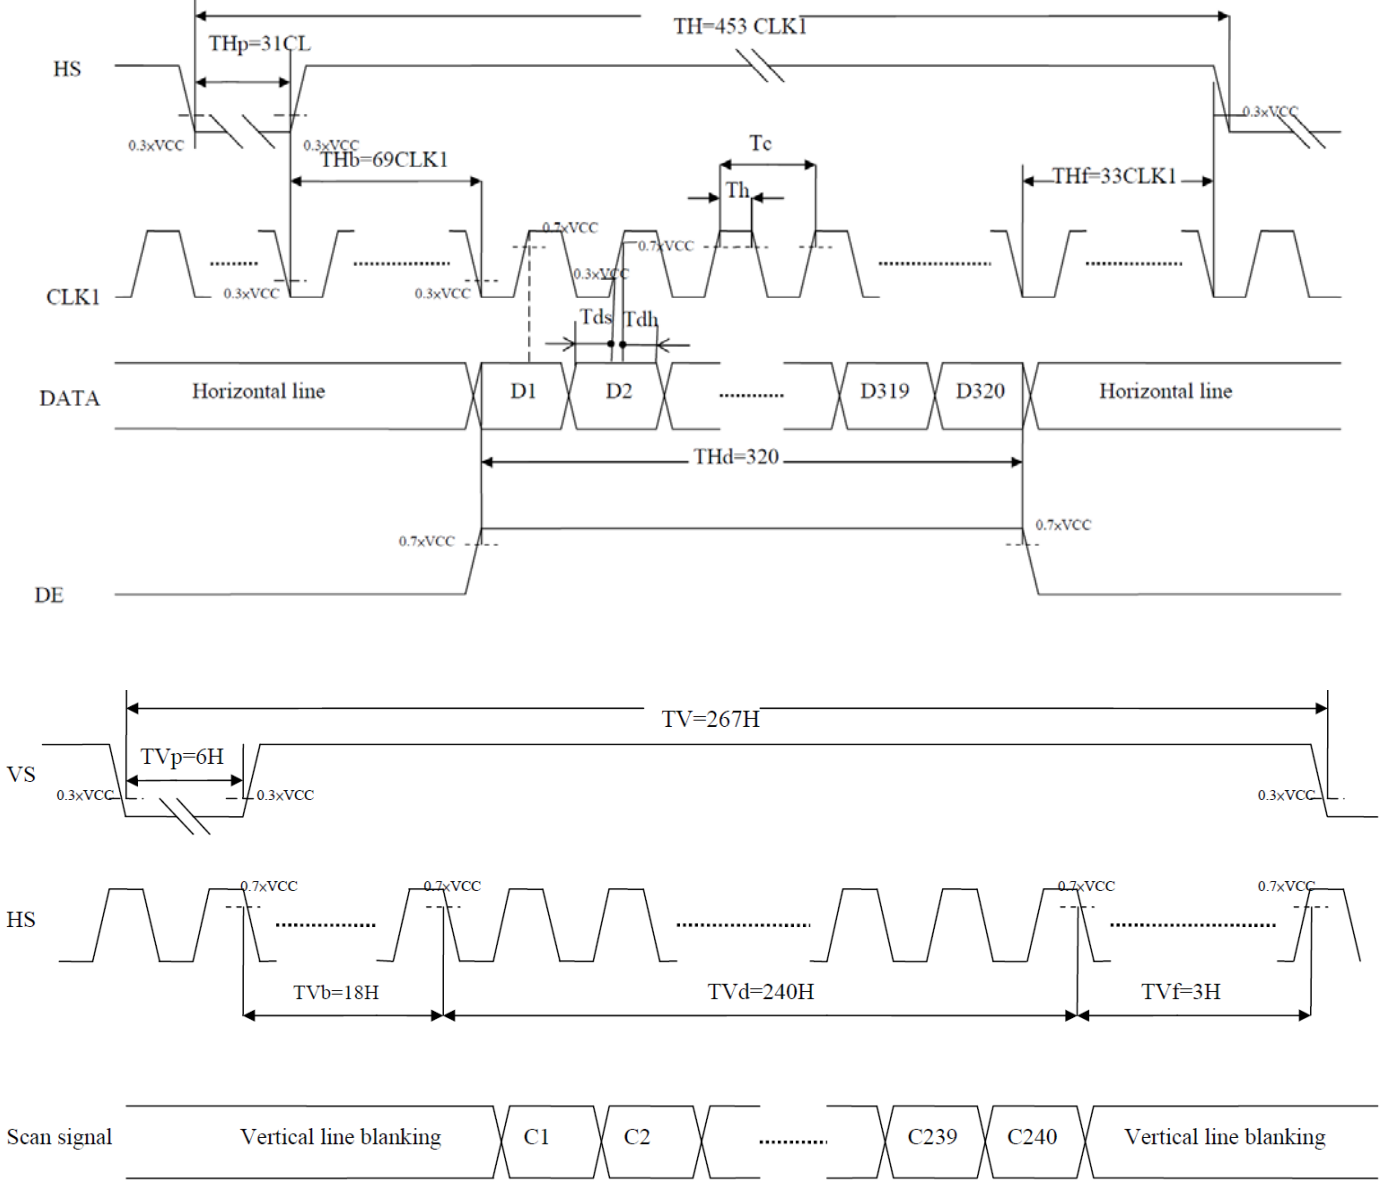 TH=453 CLK1
THp=31CL
HS
0.3xVCC
0.3xVCC
0.3xVCC
THb=69CLK1
Tc
THf=33CLK1
Th
0.7xVCC
0.7xVCC
0.3xVCC
0.3xVCC
0.3xVCC
CLK1
Tds
Tdh
DATA
Horizontal line
D1
D2
D319
D320
Horizontal line
THd=320
0.7xVCC
0.7xVCC
DE
TV=267H
TVp=6H
VS
0.3xVCC
0.3xVCC
0.3xVCC
0.7xVCC
0.7xVCC
0.7xVCC
0.7xVCC
HS
TVb=18H
TVd=240H
TVf=3H
Scan signal
Vertical line blanking
C1
C2
C239
C240
Vertical line blanking